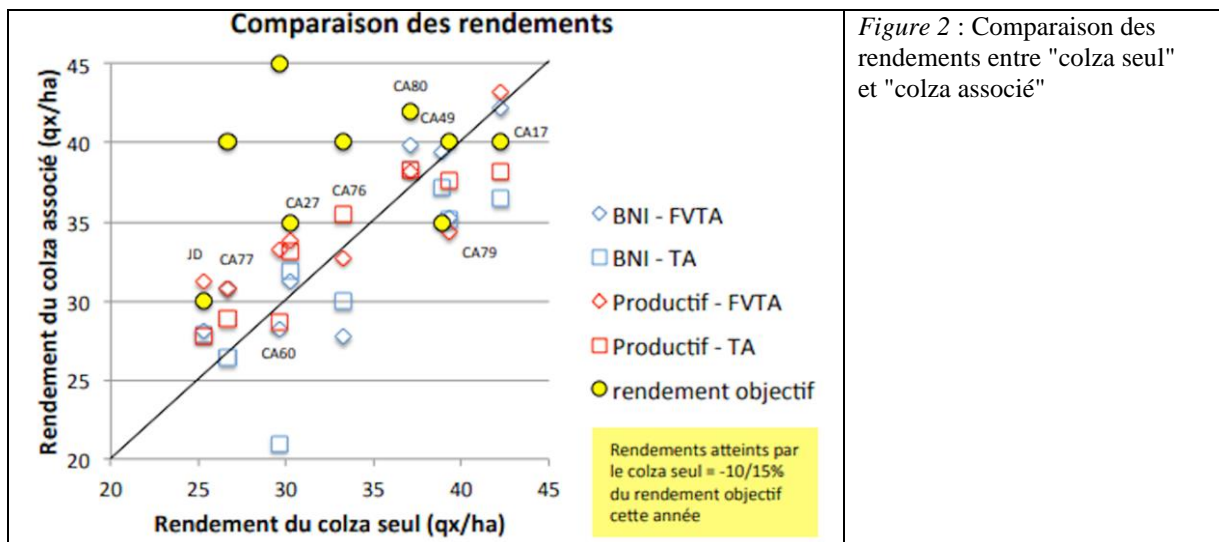 Comparaison des rendements
Figure 2 : Comparaison des
rendements entre "colza seul"
et "colza associé"
Rendement du colza associé (qx/ha)
45
40
35
30
25
20
20 25 30 35 40 45
Rendement du colza seul (qx/ha)
CA80
CA49
CA17
CA76
CA27
JD
CA77
CA79
CA60
BNI - FVTA
BNI - TA
Productif - FVTA
Productif - TA
rendement objectif
Rendements atteints par
le colza seul = -10/15%
du rendement objectif
cette année